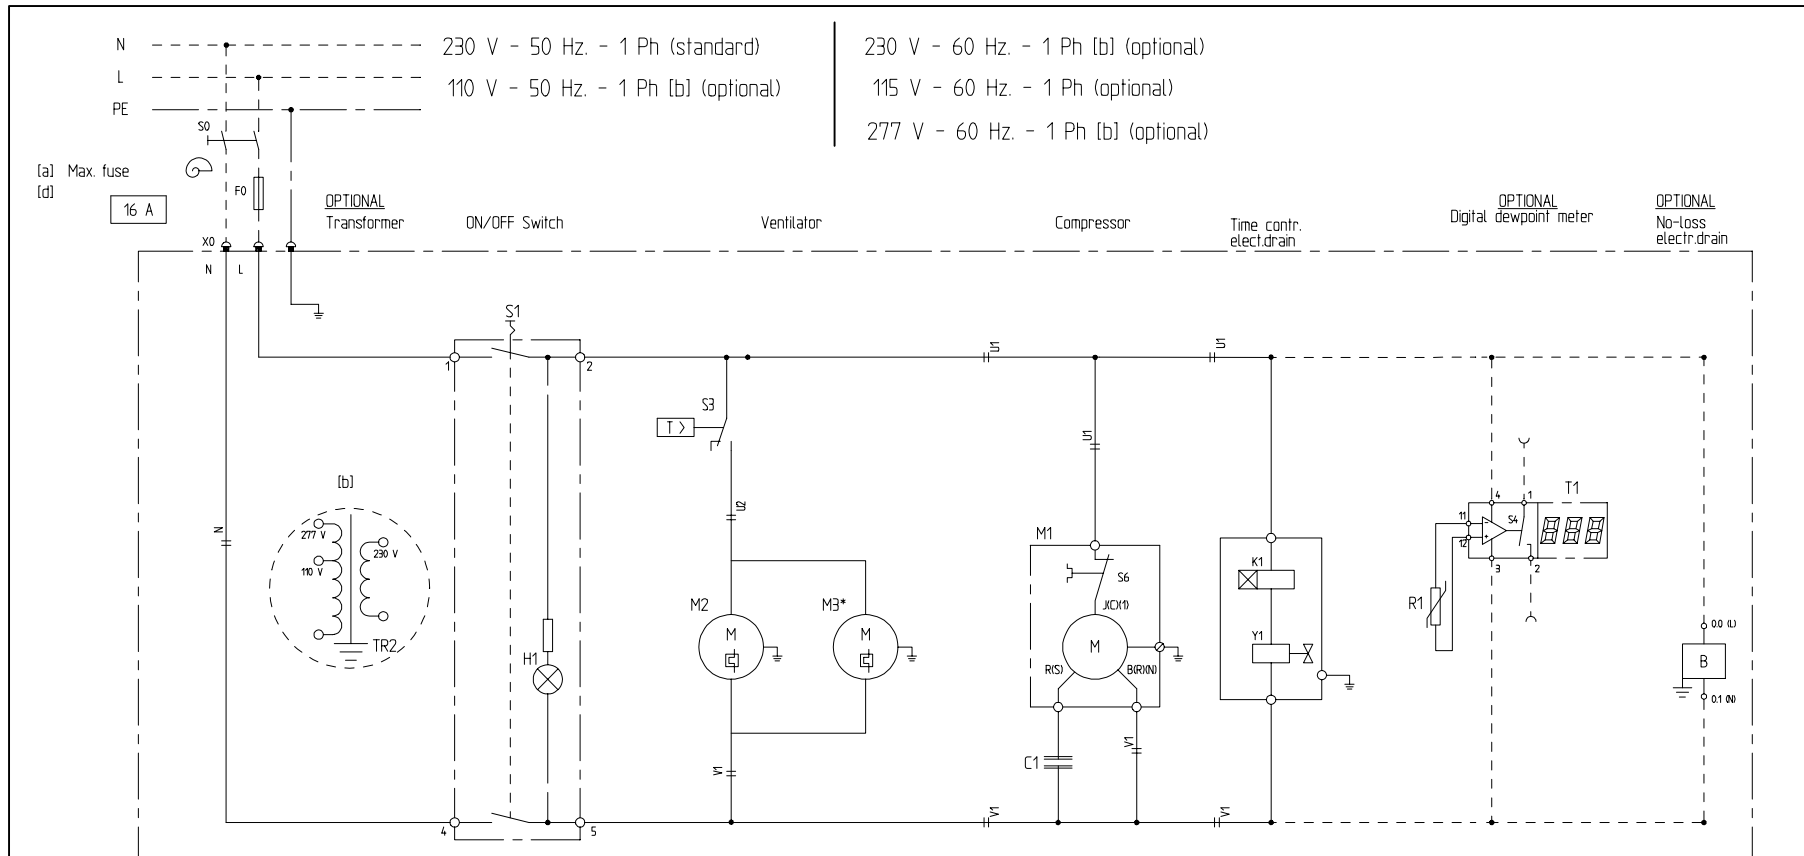 N
230 V - 50 Hz. - 1 Ph (standard)
230 V - 60 Hz. - 1 Ph [b] (optional)
L
110 V - 50 Hz. - 1 Ph [b] (optional)
115 V - 60 Hz. - 1 Ph (optional)
PE
277 V - 60 Hz. - 1 Ph [b] (optional)
S0
[a] Max. fuse
[d]
16 A
F0
OPTIONAL
Transformer
ON/OFF Switch
Ventilator
Compressor
Time contr.
elect.drain
OPTIONAL
Digital dewpoint meter
OPTIONAL
No-loss
electr.drain
X0
N
L
S1
1
2
U1
U1
S3
T >
U1
U2
N
[b]
277 V
110 V
230 V
TR2
H1
M2
M
M3*
M
V1
M1
S6
J(C)(1)
M
R(S)
B(R)(N)
C1
V1
K1
Y1
4
1
T1
11
12
S4
888
3
2
R1
0.0 (L)
B
0.1 (N)
4
5
V1
V1